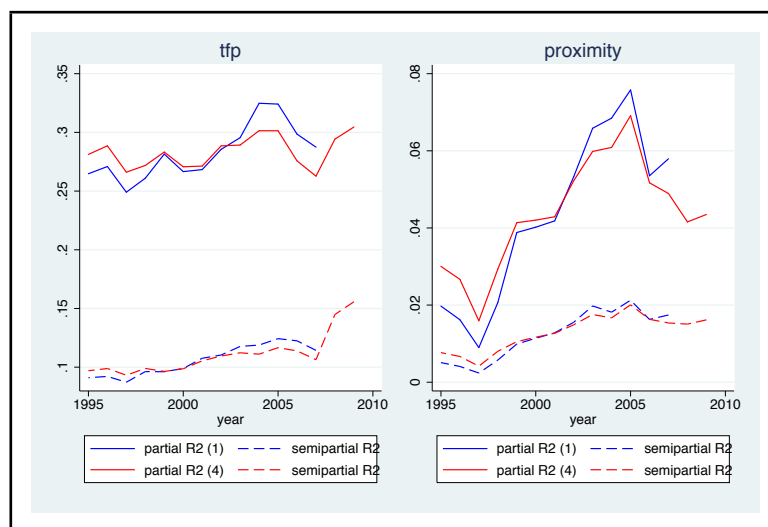 tfp
.35
.3
.25
.2
.15
.1
1995 2000 2005 2010
year
partial R2 (1) semipartial R2
partial R2 (4) semipartial R2
proximity
.08
.06
.04
.02
0
1995 2000 2005 2010
year
partial R2 (1) semipartial R2
partial R2 (4) semipartial R2